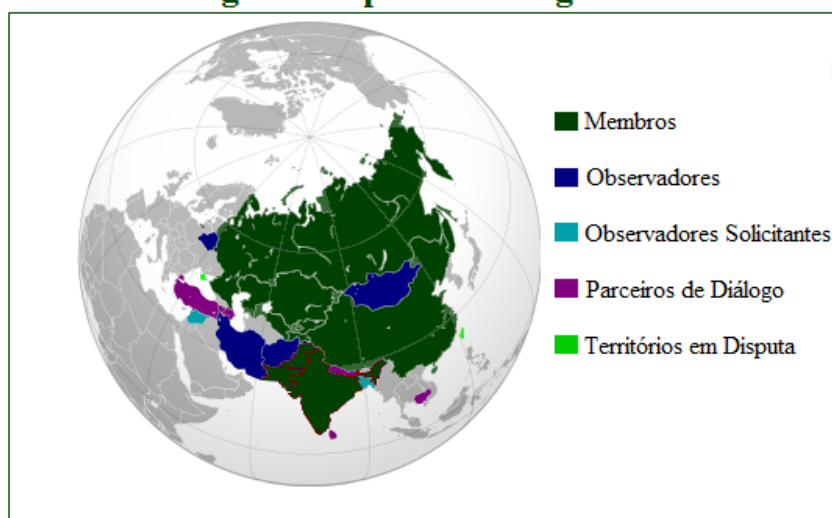 Membros
Observadores
Observadores Solicitantes
Parceiros de Diálogo
Territórios em Disputa